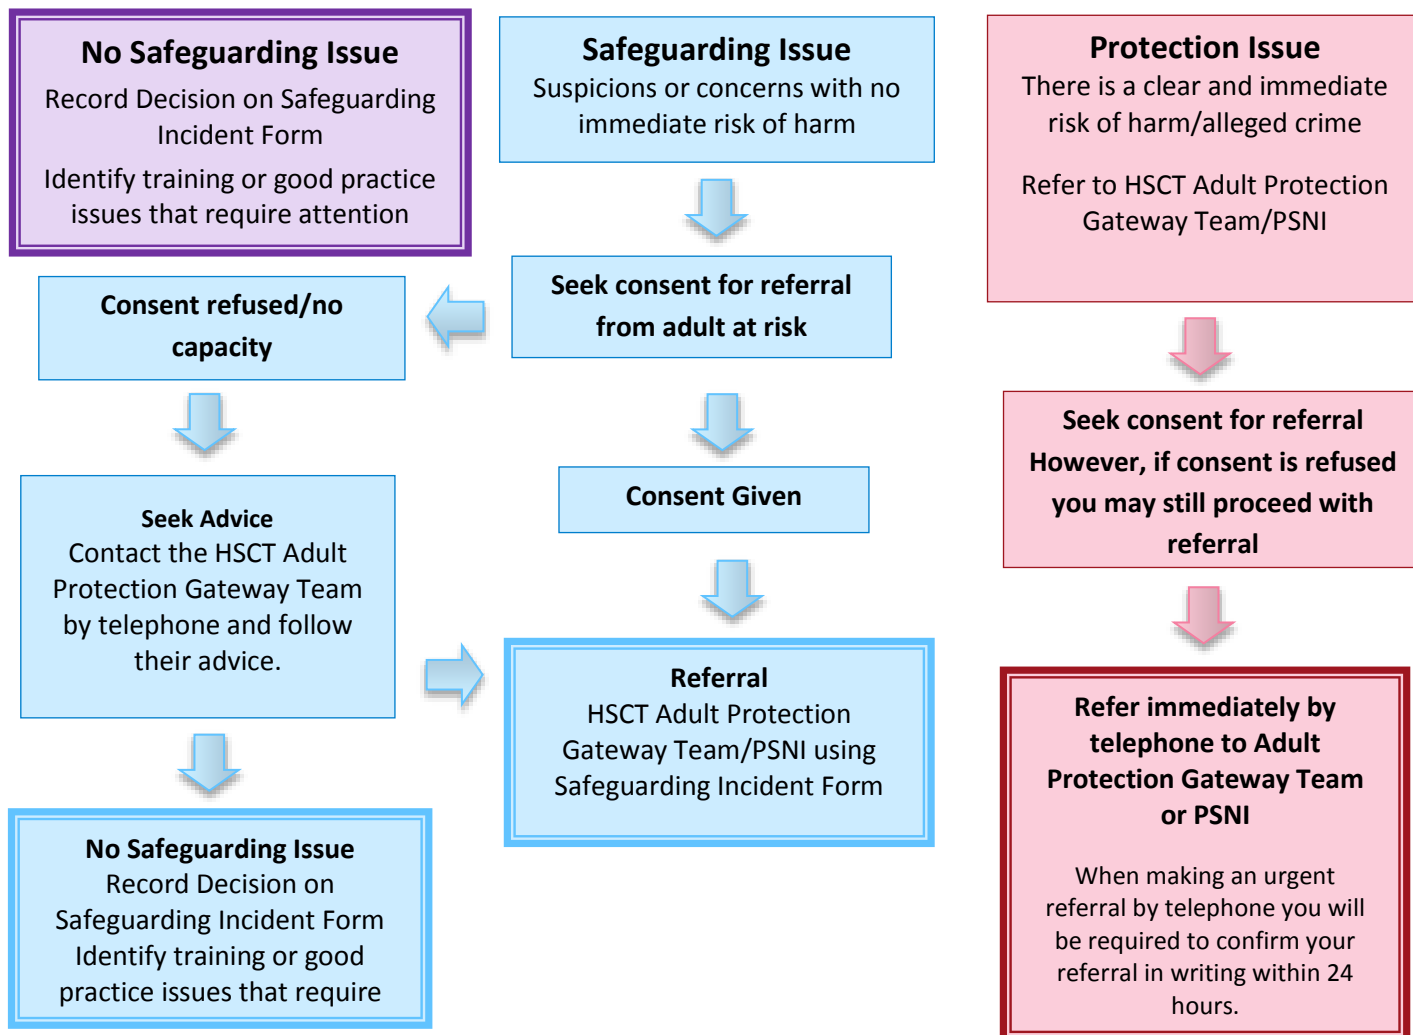 No Safeguarding Issue
Record Decision on Safeguarding
Incident Form
Identify training or good practice
issues that require attention
Safeguarding Issue
Suspicions or concerns with no
immediate risk of harm
Protection Issue
There is a clear and immediate
risk of harm/alleged crime
Refer to HSCT Adult Protection
Gateway Team/PSNI
Consent refused/no
capacity
Seek consent for referral
from adult at risk
Seek consent for referral
However, if consent is refused
you may still proceed with
referral
Seek Advice
Contact the HSCT Adult
Protection Gateway Team
by telephone and follow
their advice.
Consent Given
Referral
HSCT Adult Protection
Gateway Team/PSNI using
Safeguarding Incident Form
Refer immediately by
telephone to Adult
Protection Gateway Team
or PSNI
When making an urgent
referral by telephone you will
be required to confirm your
referral in writing within 24
hours.
No Safeguarding Issue
Record Decision on
Safeguarding Incident Form
Identify training or good
practice issues that require